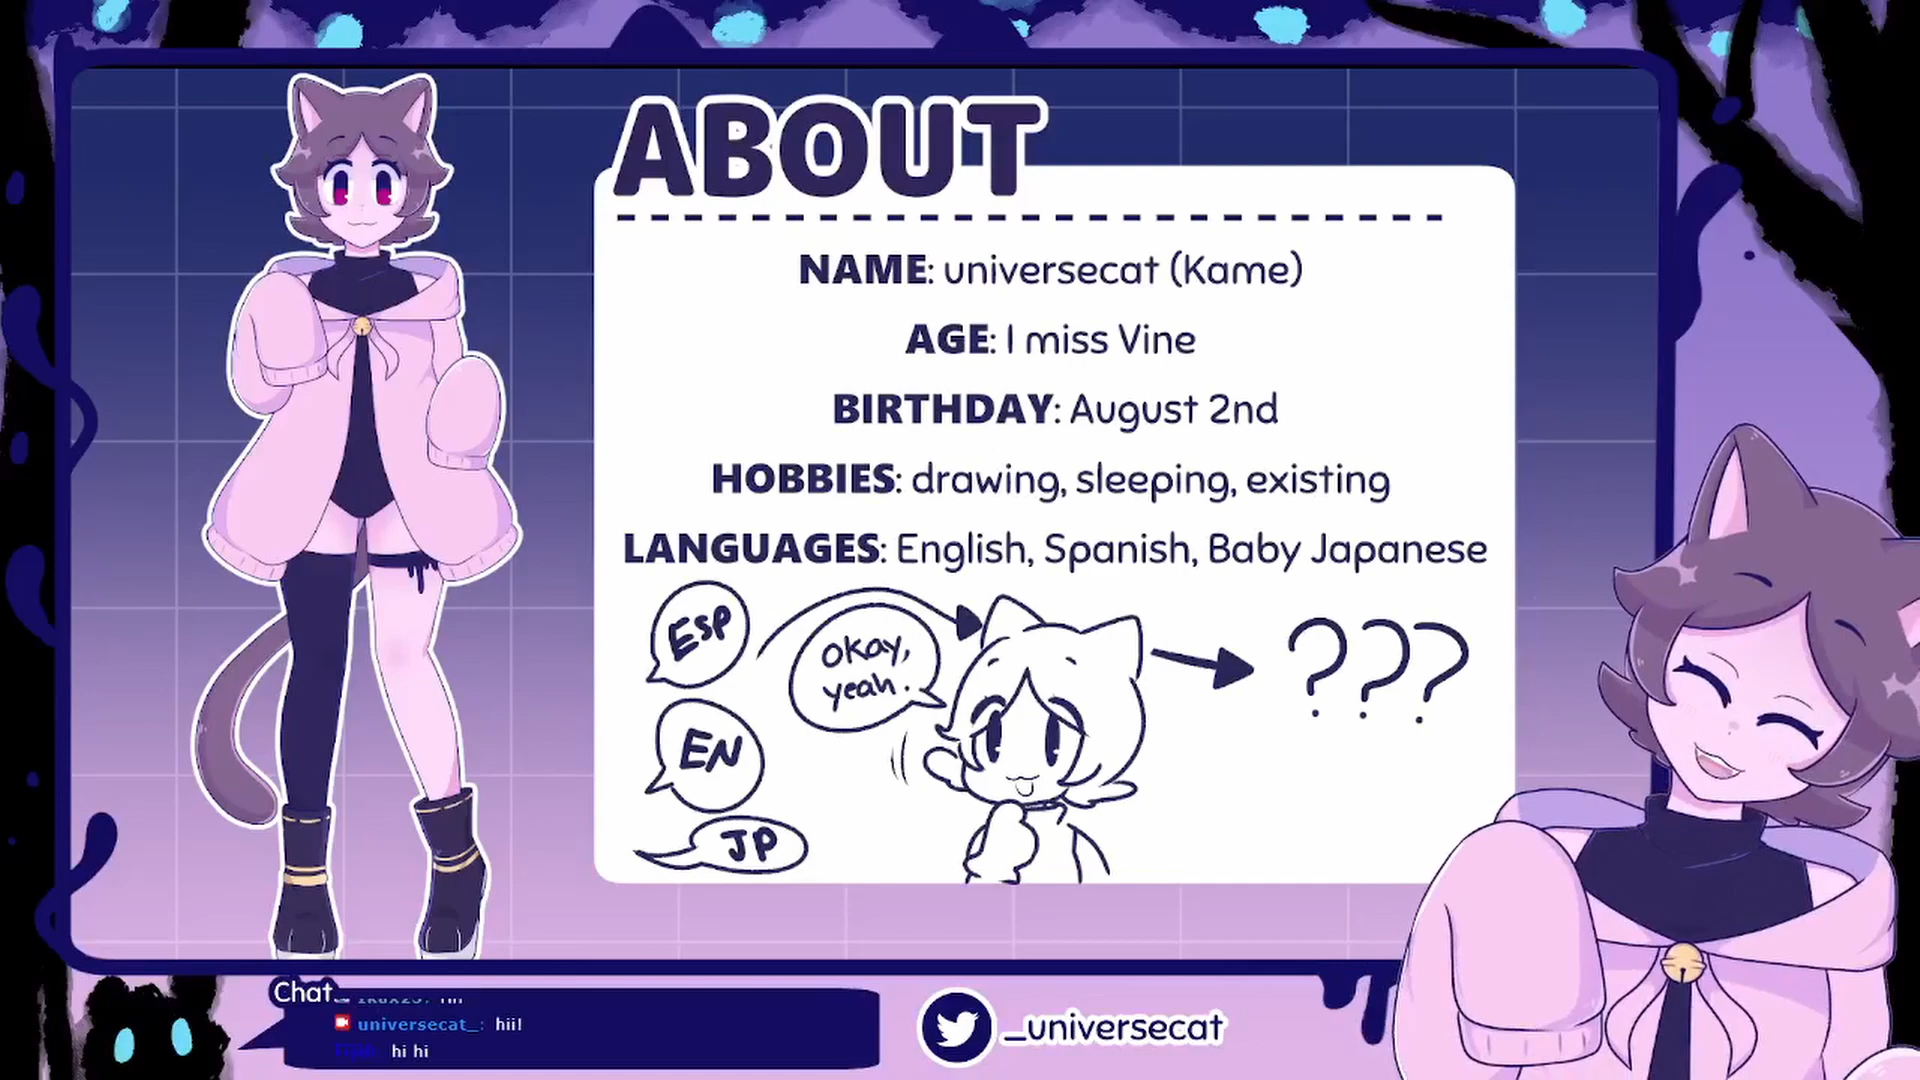 ABOUT
NAME: universecat (Kame)
AGE: I miss Vine
BIRTHDAY: August 2nd
HOBBIES: drawing, sleeping, existing
LANGUAGES: English, Spanish, Baby Japanese
ESP
okay,
yeah.
???
EN
JP
Chat
universecat_: hii!
hi hi
_universecat